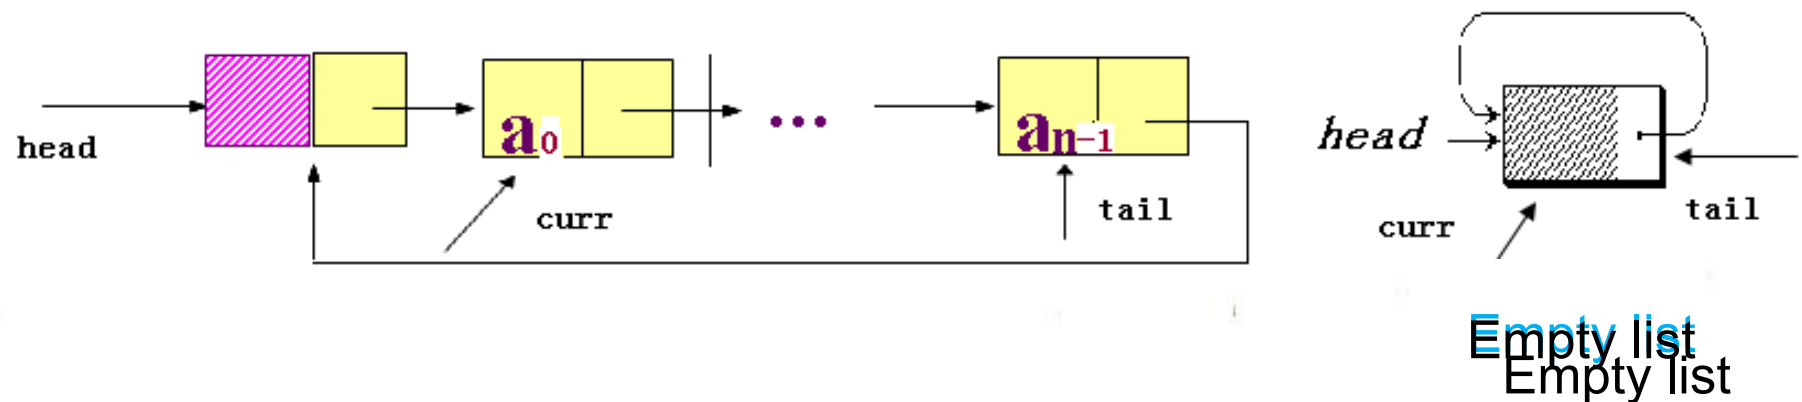 head
a0
...
an-1
curr
tail
head
curr
tail
Empty list
Empty list